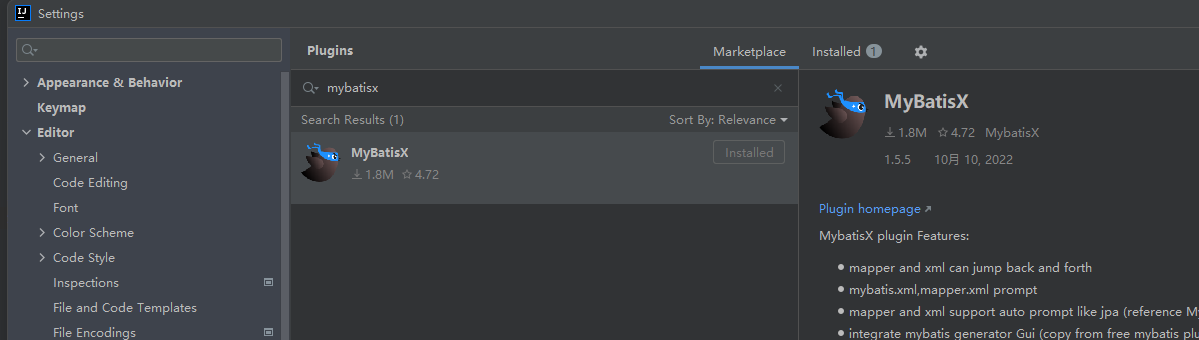 Settings
Appearance & Behavior
Keymap
Editor
General
Code Editing
Font
Color Scheme
Code Style
Inspections
File and Code Templates
File Encodings
Plugins
Marketplace
Installed 1
mybatisx
Search Results (1)
Sort By: Relevance
MyBatisX
1.8M 4.72
Installed
MyBatisX
1.8M 4.72 MybatisX
1.5.5 10月 10, 2022
Plugin homepage
MybatisX plugin Features:
mapper and xml can jump back and forth
mybatis.xml,mapper.xml prompt
mapper and xml support auto prompt like jpa (reference My
integrate mybatis generator Gui (copy from free mybatis plu